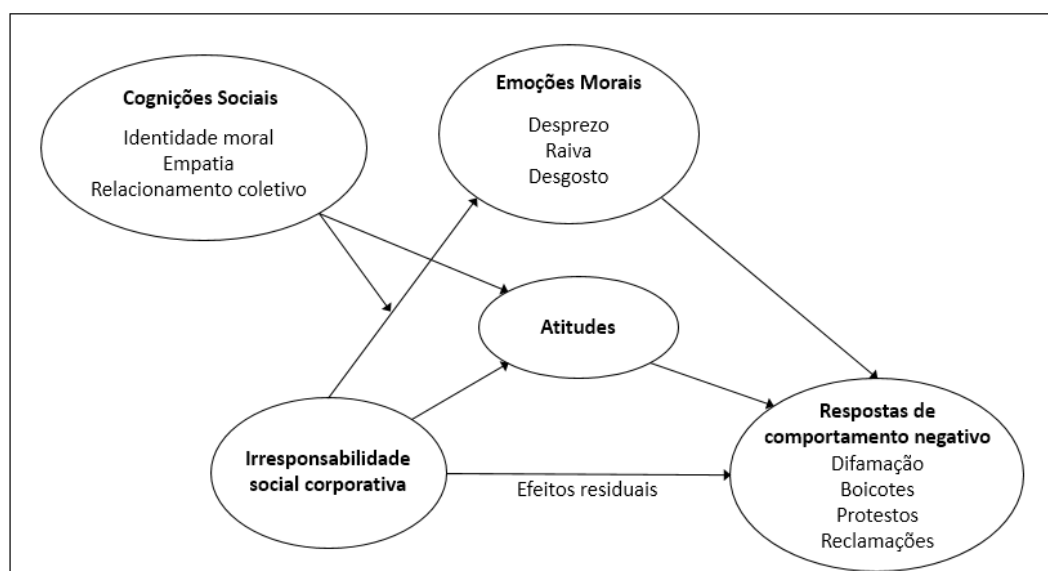 Cognições Sociais
Identidade moral
Empatia
Relacionamento coletivo
Emoções Morais
Desprezo
Raiva
Desgosto
Atitudes
Irresponsabilidade
social corporativa
Efeitos residuais
Respostas de
comportamento negativo
Difamação
Boicotes
Protestos
Reclamações